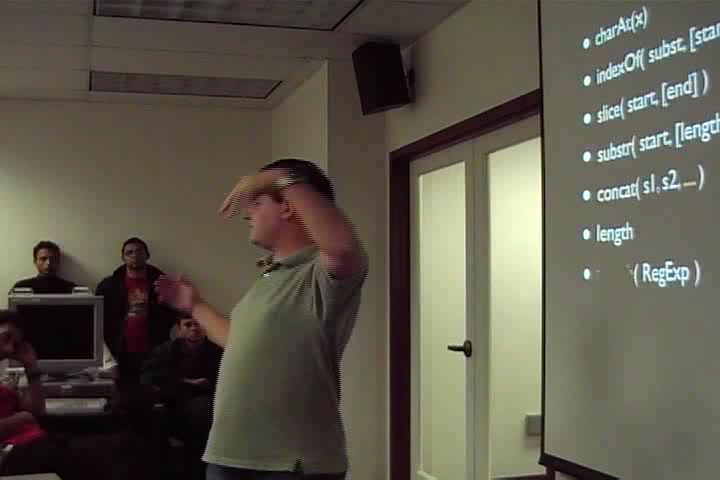 • charAt(x)
• indexOf( subst, [star
• slice( start, [end] )
• substr( start, [length
• concat( s1, s2, ... )
• length
• ( RegExp )